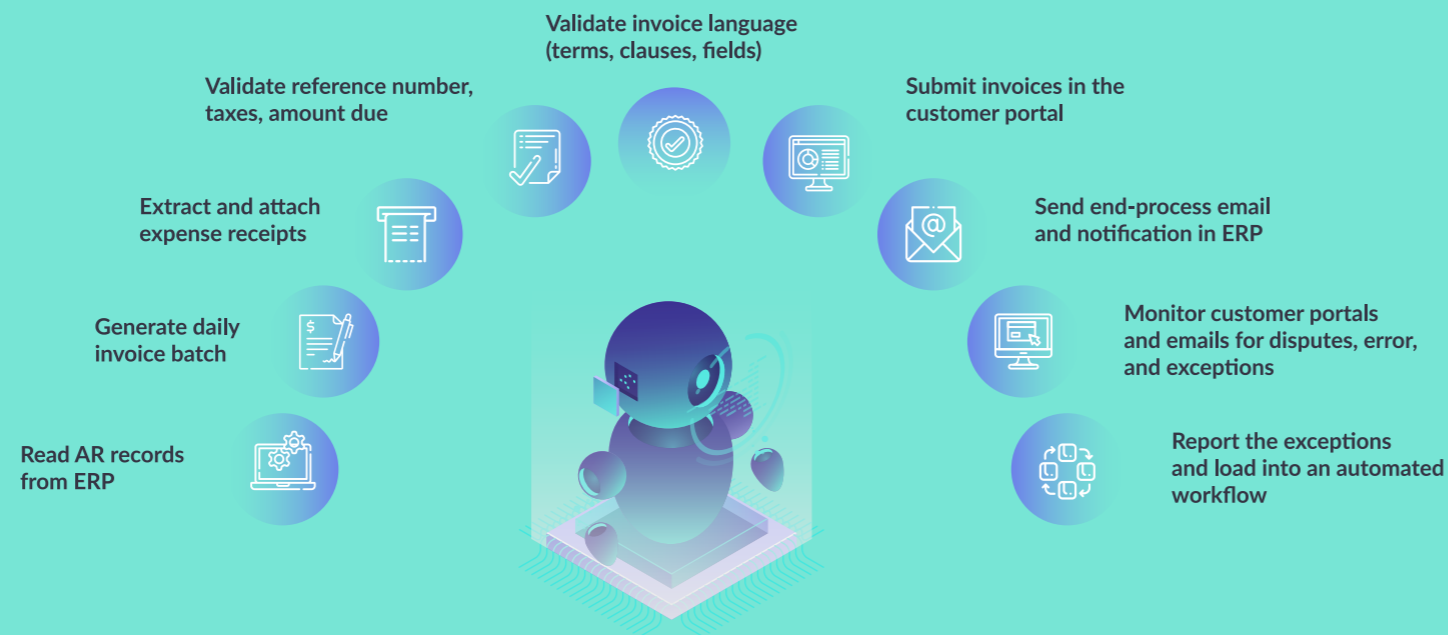 Validate invoice language
(terms, clauses, fields)
Validate reference number,
taxes, amount due
Submit invoices in the
customer portal
Extract and attach
expense receipts
Send end-process email
and notification in ERP
Generate daily
invoice batch
Monitor customer portals
and emails for disputes, error,
and exceptions
Read AR records
from ERP
Report the exceptions
and load into an automated
workflow